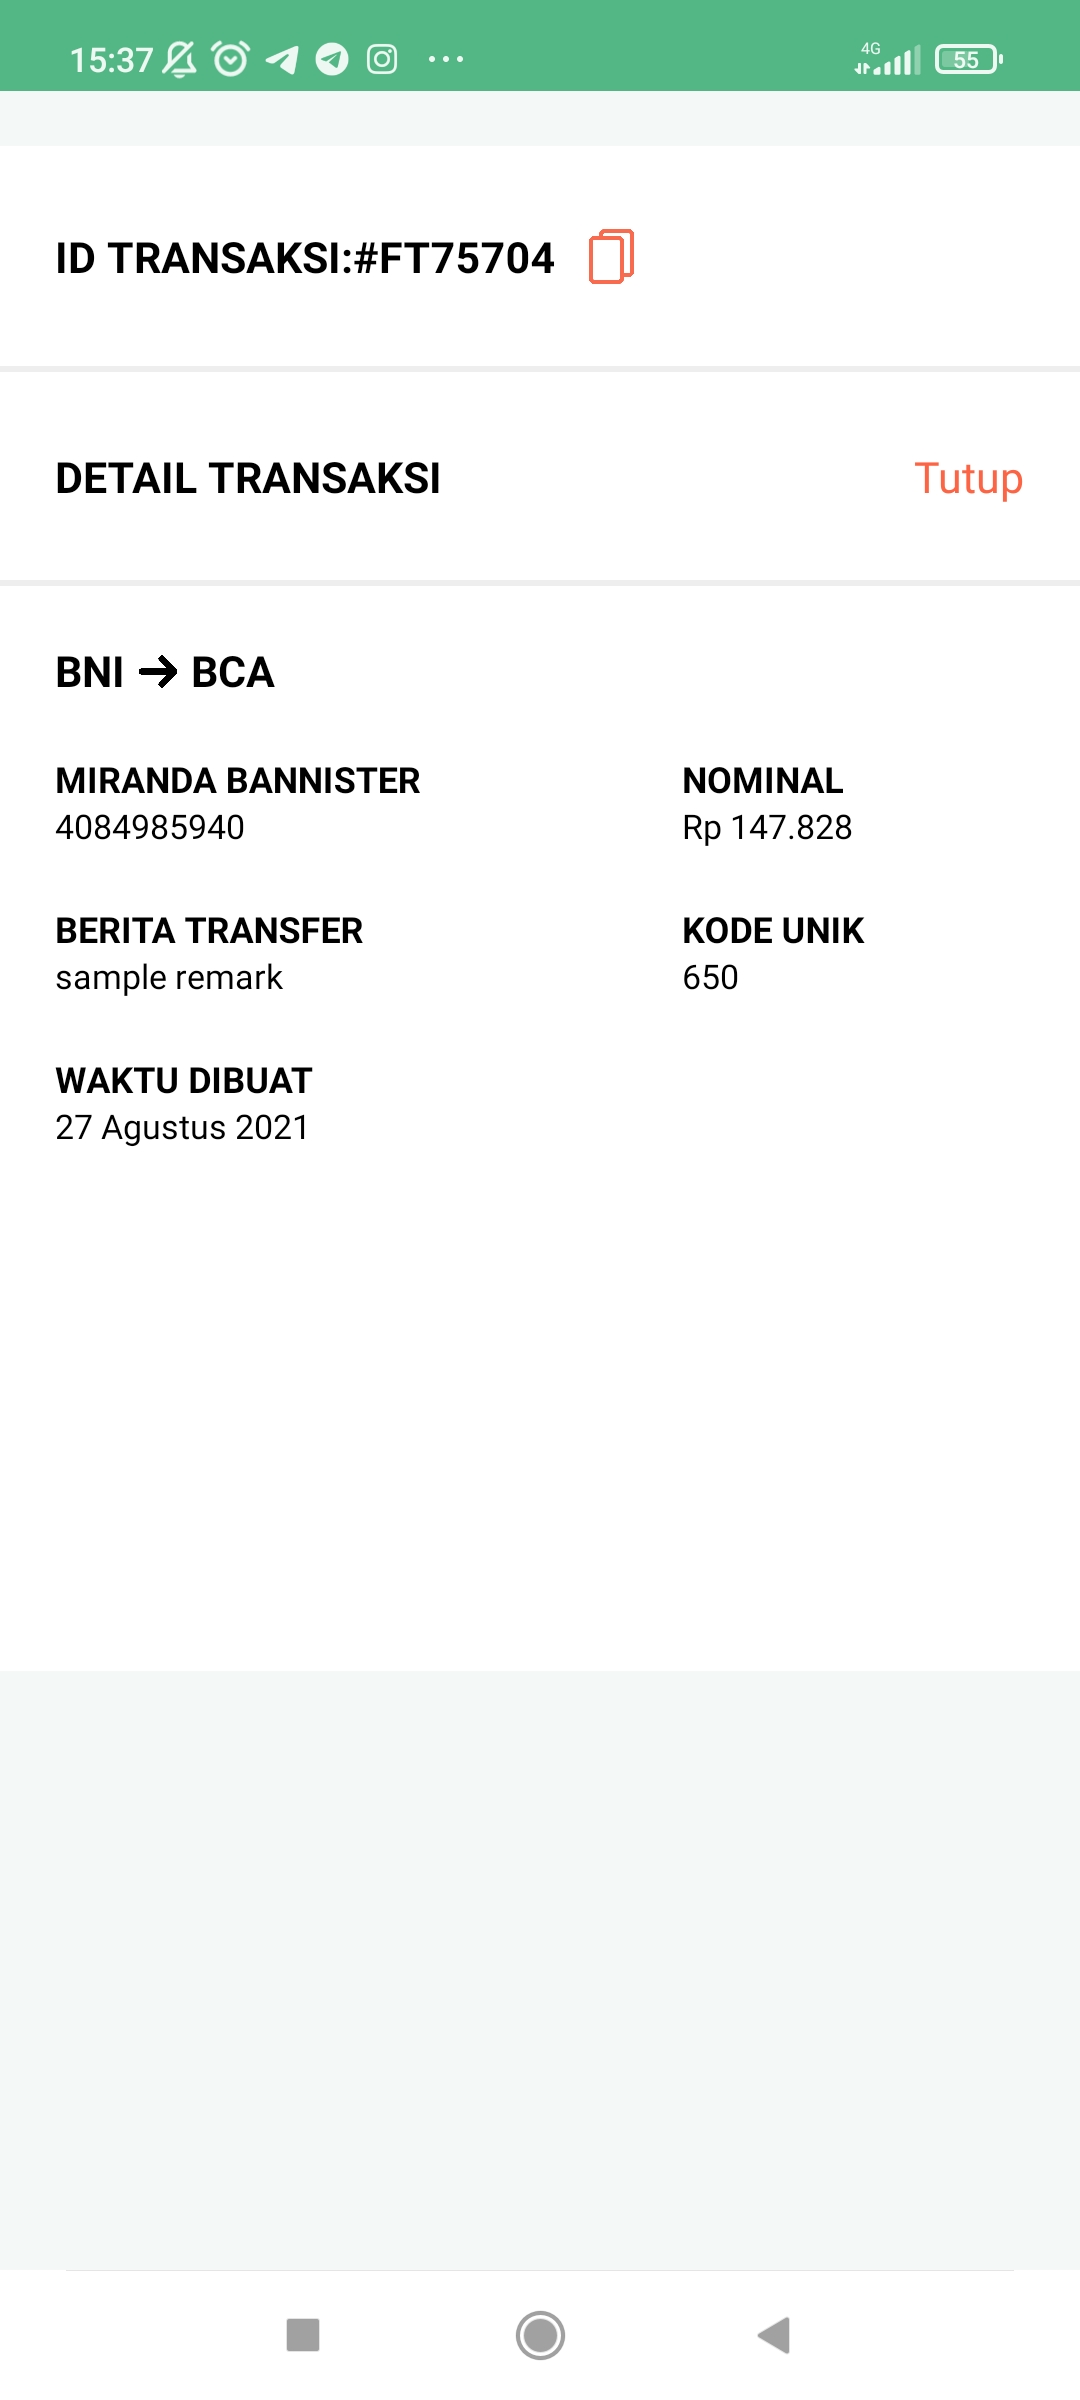 15:37 4G 55
ID TRANSAKSI:#FT75704
DETAIL TRANSAKSI Tutup
BNI → BCA
MIRANDA BANNISTER NOMINAL
4084985940 Rp 147.828
BERITA TRANSFER KODE UNIK
sample remark 650
WAKTU DIBUAT
27 Agustus 2021